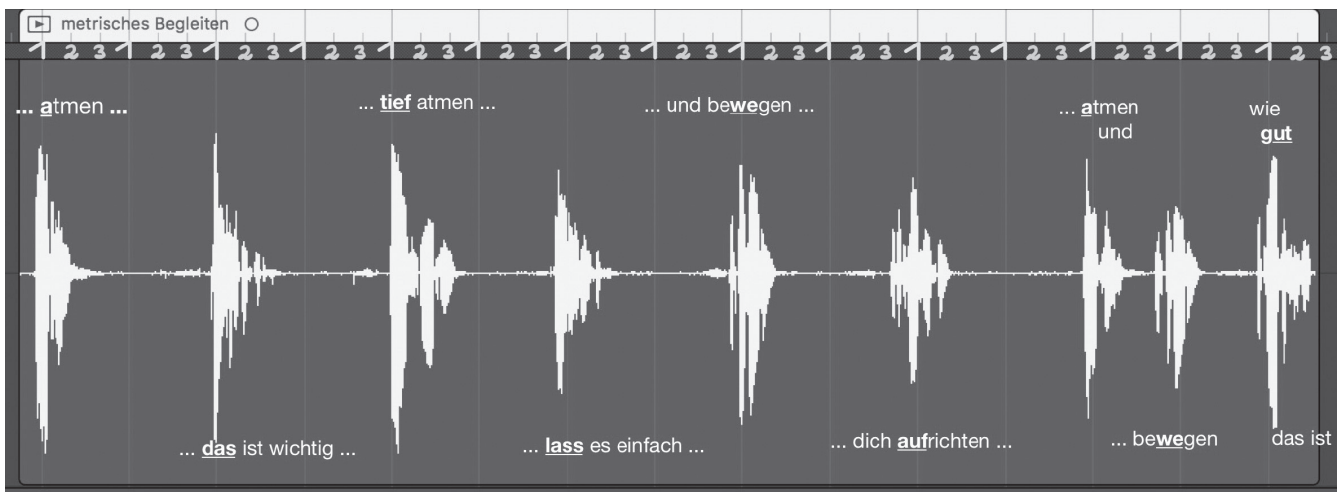 metrisches Begleiten
1 2 3 1 2 3 1 2 3 1 2 3 1 2 3 1 2 3 1 2 3 1 2 3 1 2 3 1 2 3 1 2 3 1 2 3 1 2 3 1 2 3 1 2 3
... atmen ...
... tief atmen ...
... und bewegen ...
... atmen
und
wie
gut
... das ist wichtig ...
... lass es einfach ...
... dich aufrichten ...
... bewegen
das ist